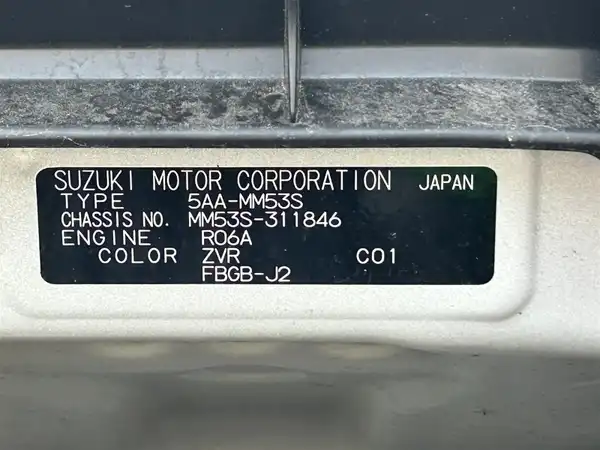 SUZUKI MOTOR CORPORATION JAPAN
TYPE 5AA-MM53S
CHASSIS NO. MM53S-311846
ENGINE R06A
COLOR ZVR C01
FBGB-J2